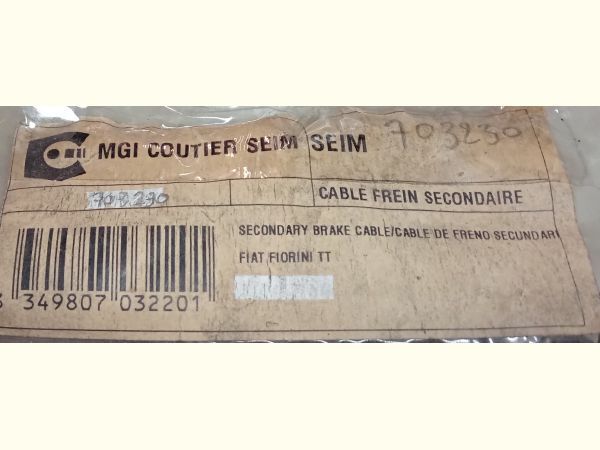 MGI COUTIER SEIM SEIM 703230
703230 CABLE FREIN SECONDAIRE
SECONDARY BRAKE CABLE/CABLE DE FRENO SECUNDARI
FIAT FIORINI TT
3 349807 032201